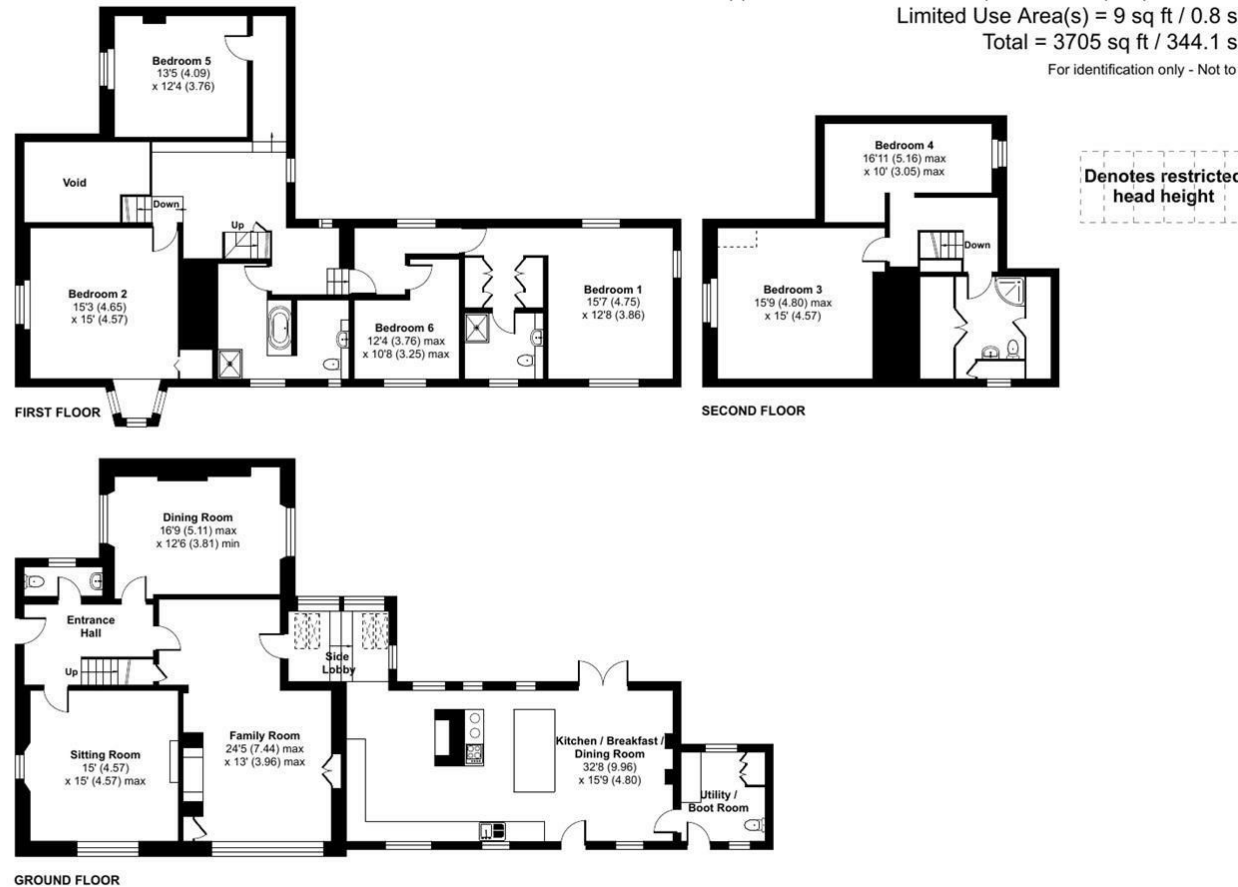 Limited Use Area(s) = 9 sq ft / 0.8 s
Total = 3705 sq ft / 344.1 s
For identification only - Not to
Denotes restricted
head height
Bedroom 5
13'5 (4.09)
x 12'4 (3.76)
Void
Down
Up
Bedroom 2
15'3 (4.65)
x 15' (4.57)
Bedroom 6
12'4 (3.76) max
x 10'8 (3.25) max
Bedroom 1
15'7 (4.75)
x 12'8 (3.86)
FIRST FLOOR
Bedroom 4
16'11 (5.16) max
x 10' (3.05) max
Down
Bedroom 3
15'9 (4.80) max
x 15' (4.57)
SECOND FLOOR
Dining Room
16'9 (5.11) max
x 12'6 (3.81) min
Entrance
Hall
Up
Side
Lobby
Sitting Room
15' (4.57)
x 15' (4.57) max
Family Room
24'5 (7.44) max
x 13' (3.96) max
Kitchen / Breakfast /
Dining Room
32'8 (9.96)
x 15'9 (4.80)
Utility /
Boot Room
GROUND FLOOR